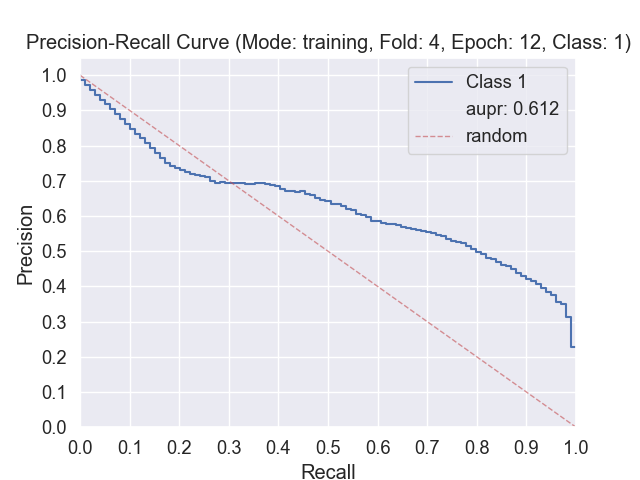 Precision-Recall Curve (Mode: training, Fold: 4, Epoch: 12, Class: 1)
Class 1
aupr: 0.612
random
Precision
1.0
0.9
0.8
0.7
0.6
0.5
0.4
0.3
0.2
0.1
0.0
0.0 0.1 0.2 0.3 0.4 0.5 0.6 0.7 0.8 0.9 1.0
Recall